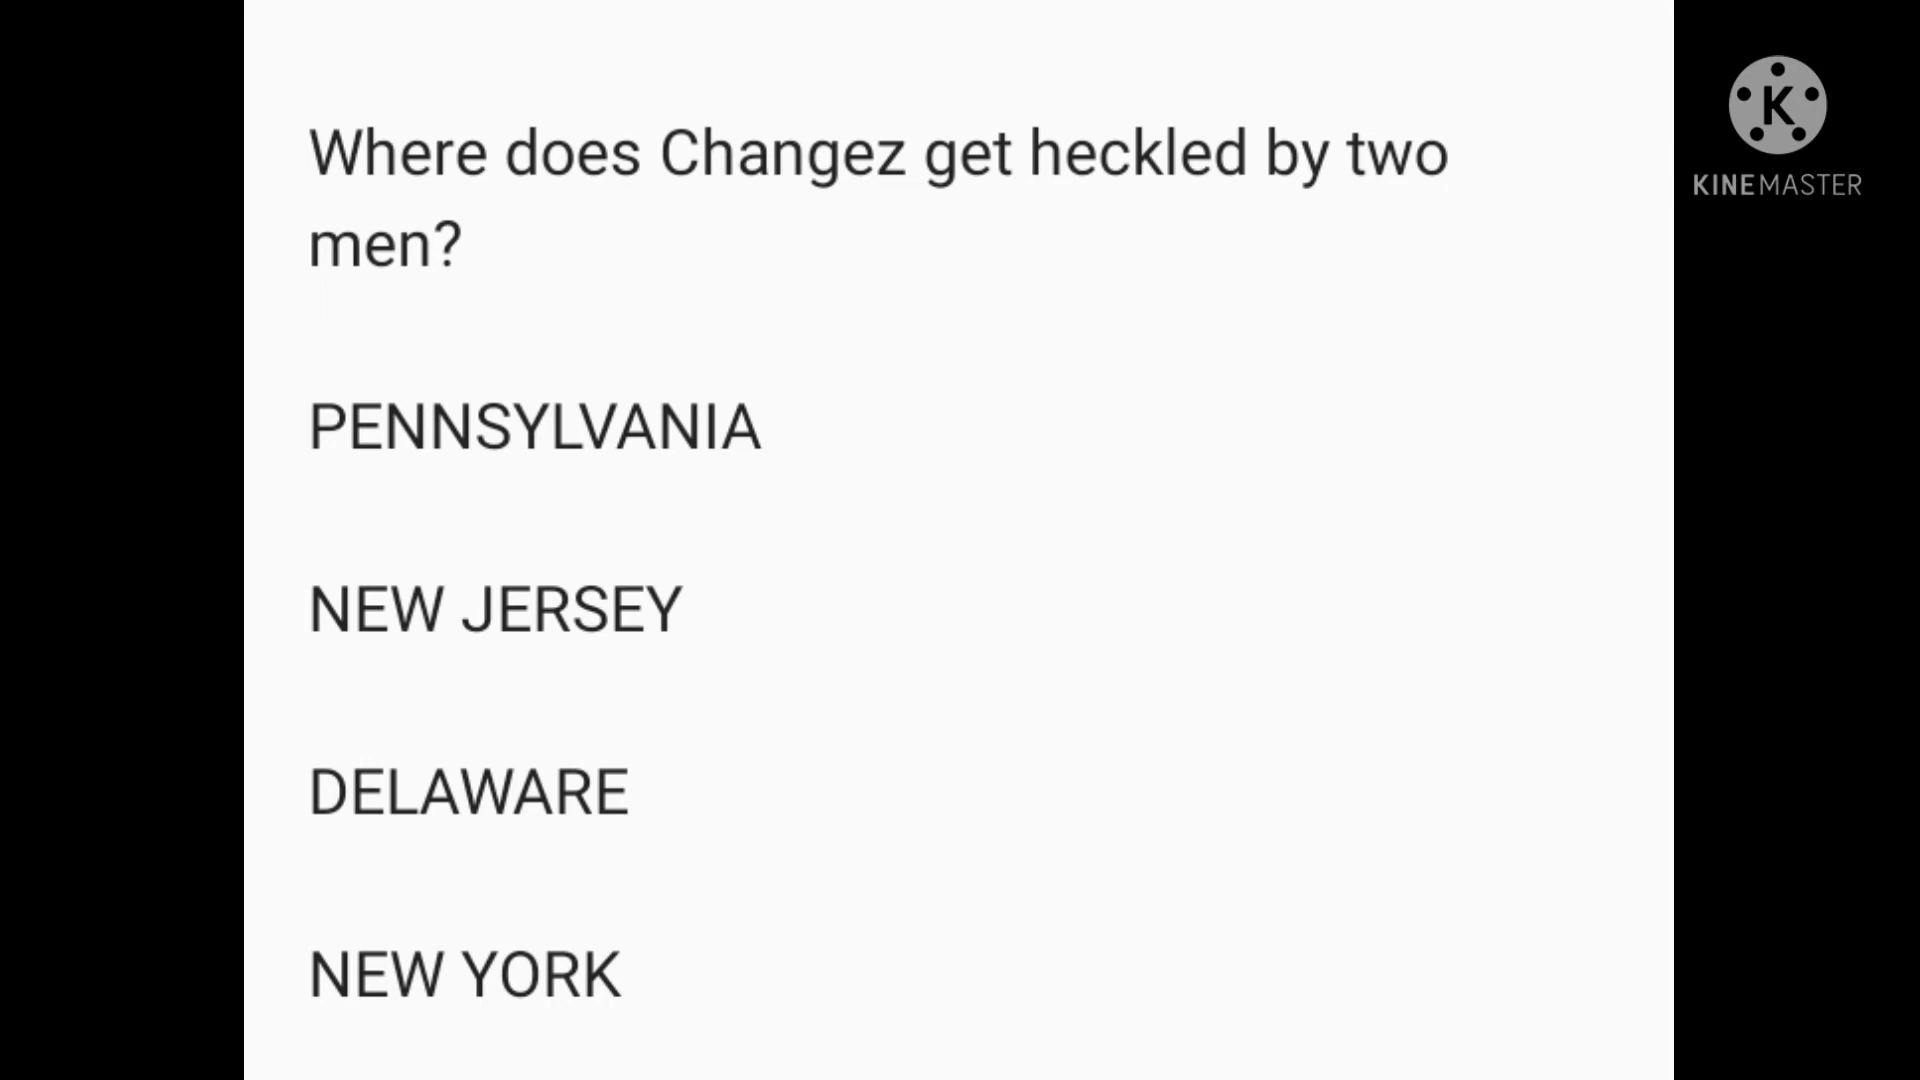 Where does Changez get heckled by two
men?
PENNSYLVANIA
NEW JERSEY
DELAWARE
NEW YORK
K
KINEMASTER